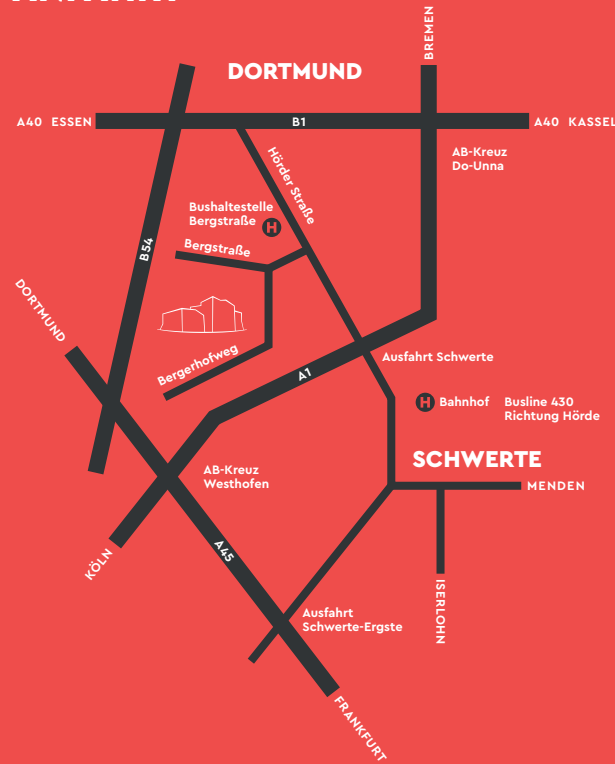 BREMEN
DORTMUND
A40 ESSEN
B1
A40 KASSEL
AB-Kreuz
Do-Unna
Hörder Straße
Bushaltestelle
Bergstraße
H
Bergstraße
B54
DORTMUND
Bergerhofweg
A1
Ausfahrt Schwerte
H
Bahnhof
Busline 430
Richtung Hörde
SCHWERTE
AB-Kreuz
Westhofen
MENDEN
KÖLN
A45
ISERLOHN
Ausfahrt
Schwerte-Ergste
FRANKFURT